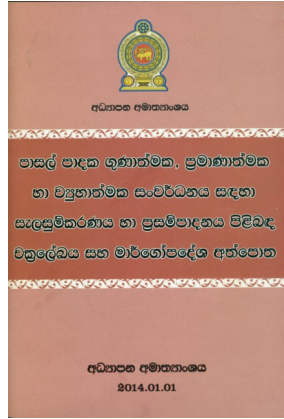 අධ්‍යාපන අමාත්‍යාංශය
පාසල් පාදක ගුණාත්මක, ප්‍රමාණාත්මක
හා ව්‍යුහාත්මක සංවර්ධනය සඳහා
සැලසුම්කරණය හා ප්‍රසම්පාදනය පිළිබඳ
චක්‍රලේඛය සහ මාර්ගෝපදේශ අත්පොත
අධ්‍යාපන අමාත්‍යාංශය
2014.01.01